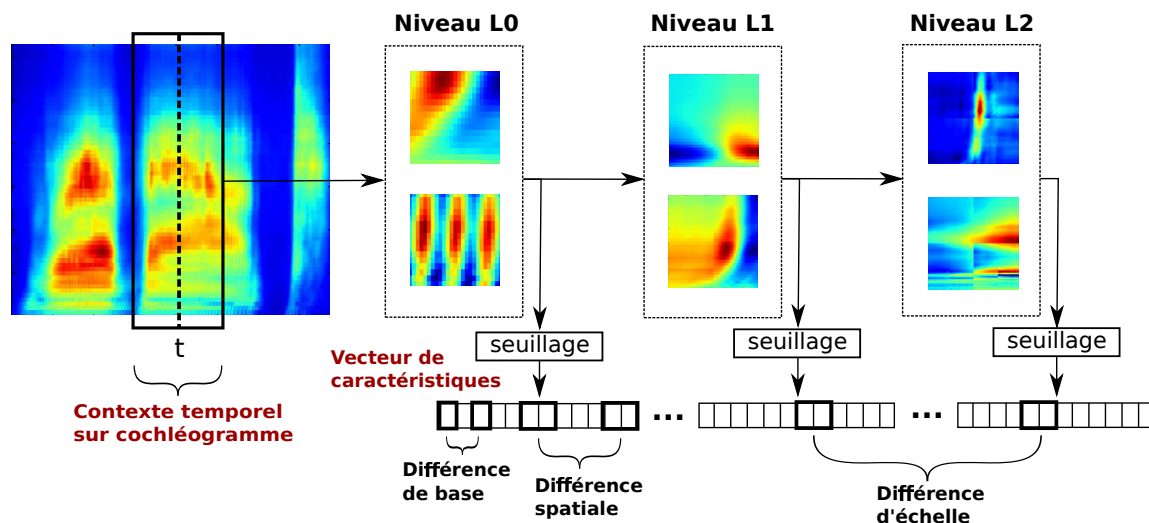 Niveau L0
Niveau L1
Niveau L2
t
seuillage
seuillage
seuillage
Vecteur de
caractéristiques
Contexte temporel
sur cochléogramme
...
...
Différence
de base
Différence
spatiale
Différence
d'échelle